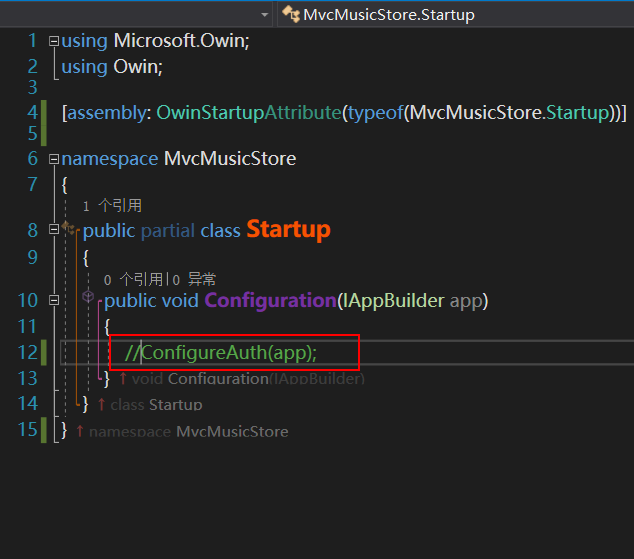 MvcMusicStore.Startup
1 using Microsoft.Owin;
2 using Owin;
3
4 [assembly: OwinStartupAttribute(typeof(MvcMusicStore.Startup))]
5
6 namespace MvcMusicStore
7 {
1 个引用
8 public partial class Startup
9 {
0 个引用|0 异常
10 public void Configuration(IAppBuilder app)
11 {
12 //ConfigureAuth(app);
13 } ↑ void Configuration(IAppBuilder)
14 } ↑ class Startup
15 } ↑ namespace MvcMusicStore